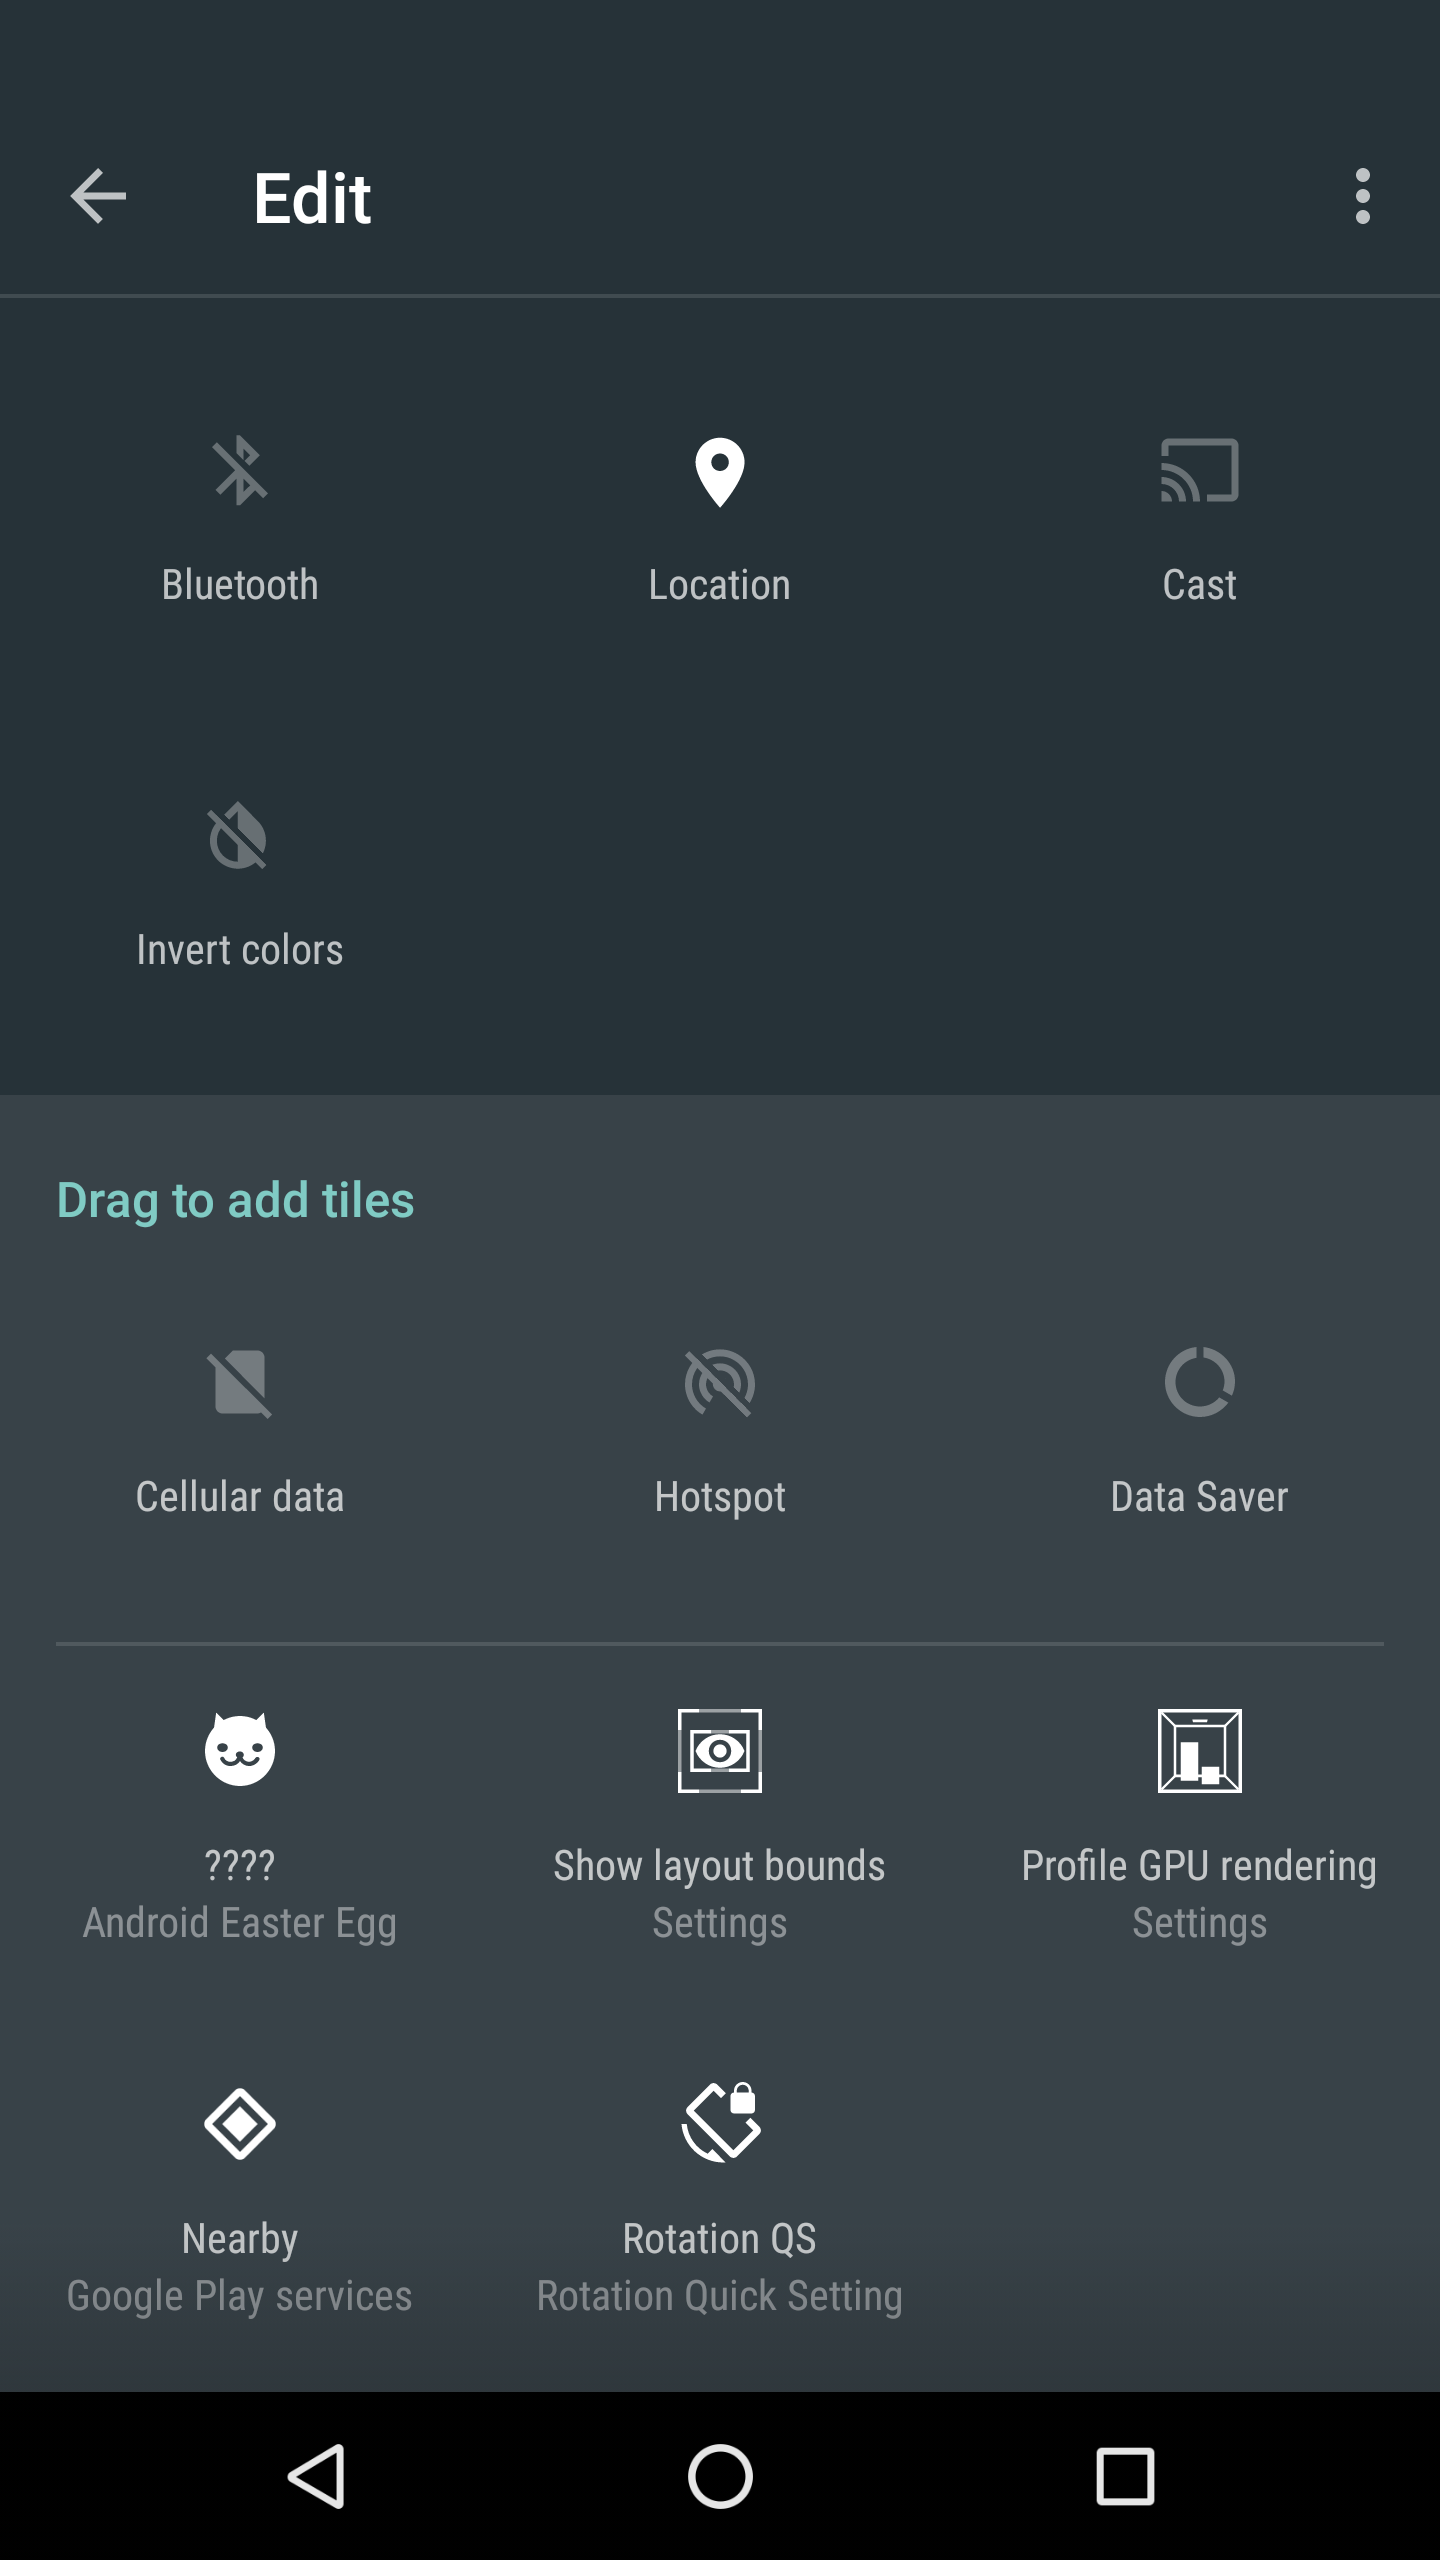 Edit
Bluetooth
Location
Cast
Invert colors
Drag to add tiles
Cellular data
Hotspot
Data Saver
????
Android Easter Egg
Show layout bounds
Settings
Profile GPU rendering
Settings
Nearby
Google Play services
Rotation QS
Rotation Quick Setting